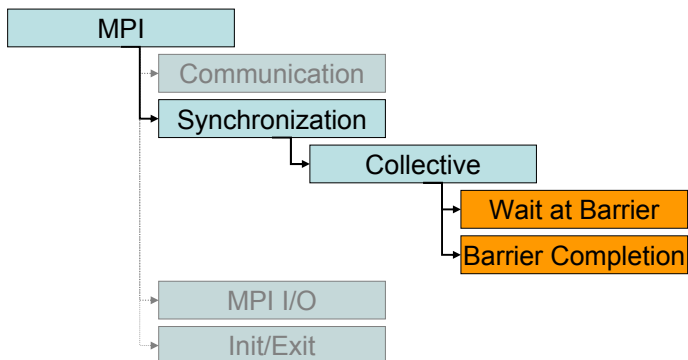 MPI
Communication
Synchronization
Collective
Wait at Barrier
Barrier Completion
MPI I/O
Init/Exit